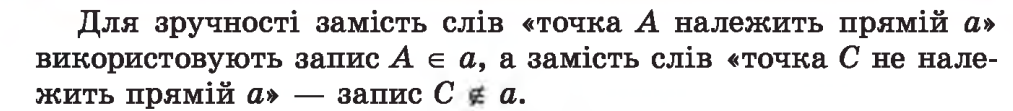 Для зручності замість слів «точка A належить прямій a»
використовують запис A ∈ a, а замість слів «точка C не нале-
жить прямій a» — запис C ∉ a.